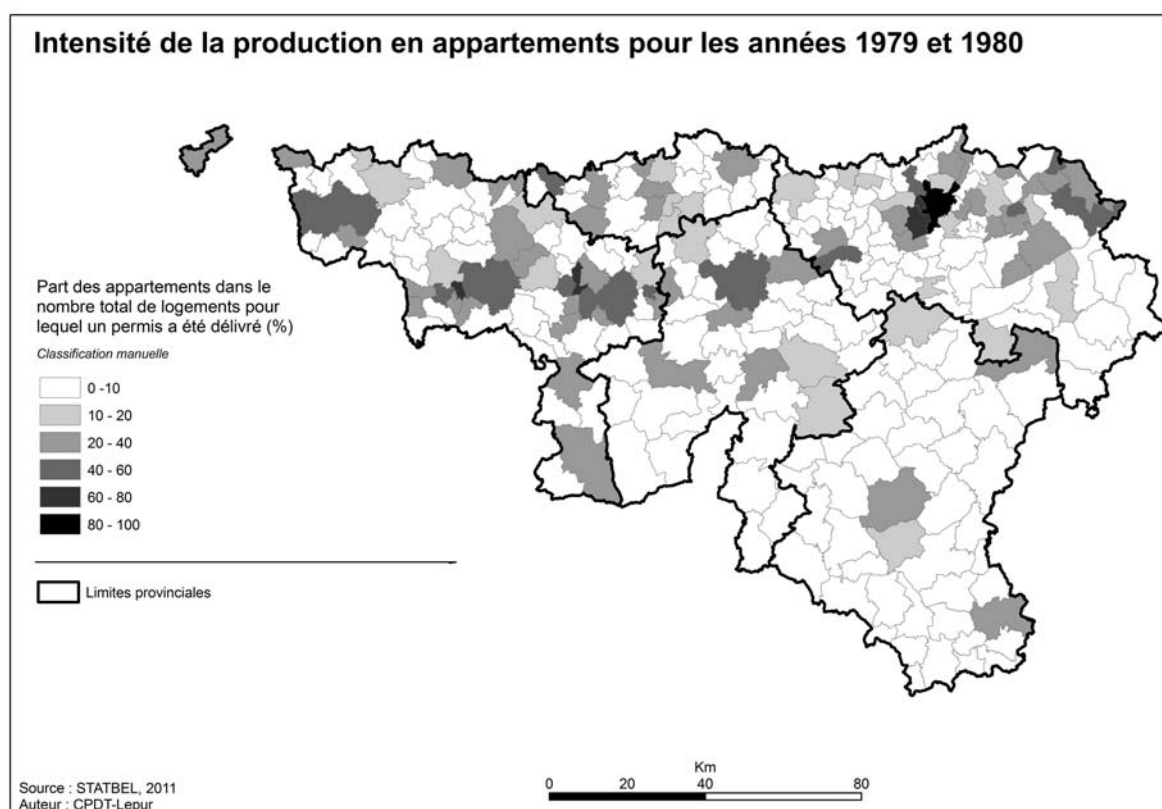 Intensité de la production en appartements pour les années 1979 et 1980
Part des appartements dans le
nombre total de logements pour
lequel un permis a été délivré (%)
Classification manuelle
0 -10
10 - 20
20 - 40
40 - 60
60 - 80
80 - 100
Limites provinciales
Km
0 20 40 60 80
Source : STATBEL, 2011
Auteur : CPDT-Lepur